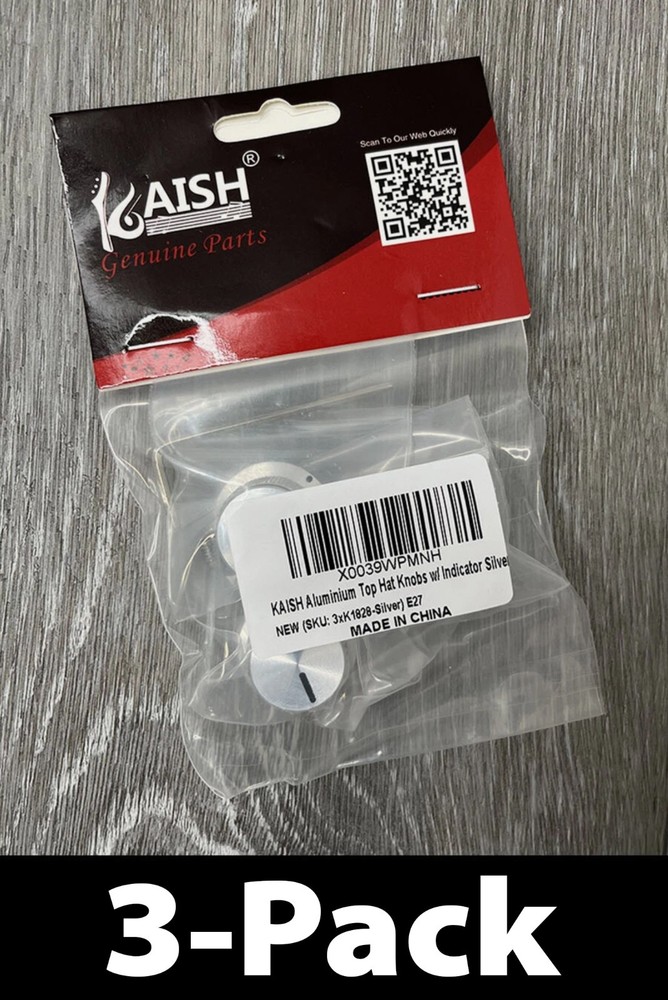 Scan To Our Web Quickly
KAISH®
Genuine Parts
X0039WPMNH
KAISH Aluminium Top Hat Knobs w/ Indicator Silve
NEW (SKU: 3xK1828-Silver) E27
MADE IN CHINA
3-Pack